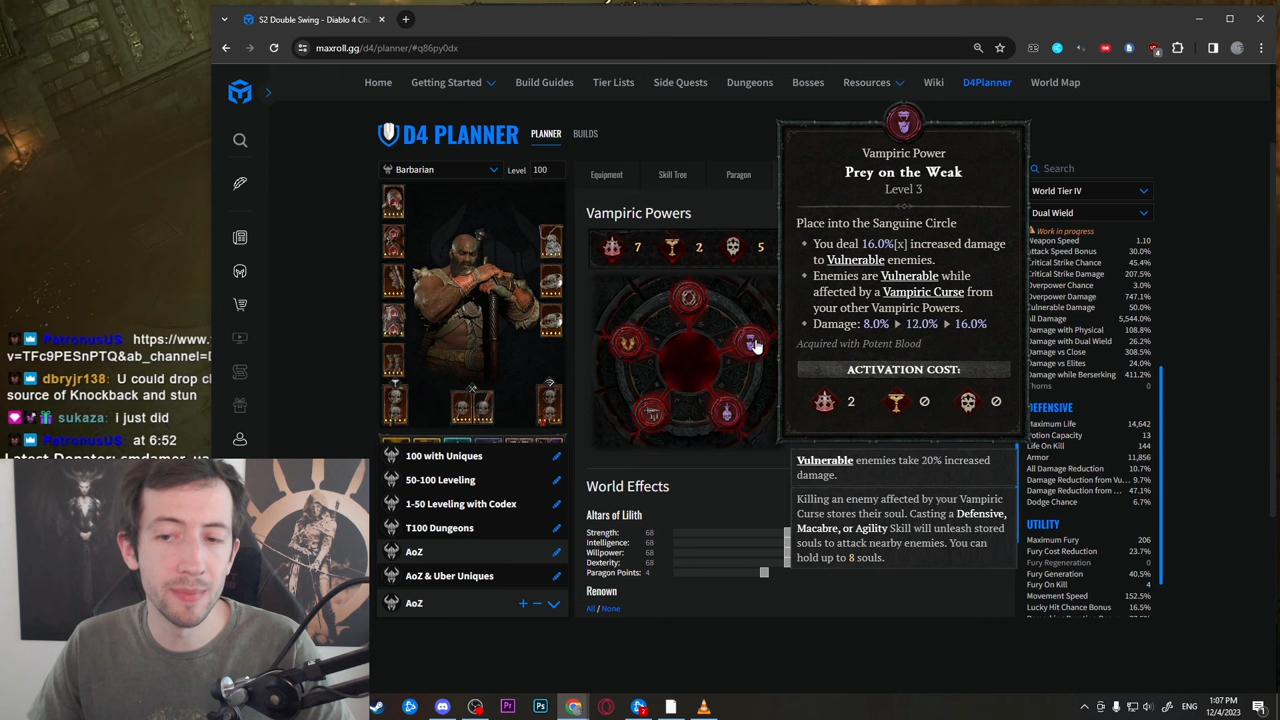 S2 Double Swing - Diablo 4 Ch
maxroll.gg/d4/planner/#q86py0dx
Home
Getting Started
Build Guides
Tier Lists
Side Quests
Dungeons
Bosses
Resources
Wiki
D4Planner
World Map
D4 PLANNER
PLANNER
BUILDS
Barbarian
Level
100
Equipment
Skill Tree
Paragon
Vampiric Powers
7
2
5
Vampiric Power
Prey on the Weak
Level 3
Place into the Sanguine Circle
You deal 16.0%[x] increased damage
to Vulnerable enemies.
Enemies are Vulnerable while
affected by a Vampiric Curse from
your other Vampiric Powers.
Damage: 8.0% ▶ 12.0% ▶ 16.0%
Acquired with Potent Blood
ACTIVATION COST:
2
0
0
Vulnerable enemies take 20% increased
damage.
Killing an enemy affected by your Vampiric
Curse stores their soul. Casting a Defensive,
Macabre, or Agility Skill will unleash stored
souls to attack nearby enemies. You can
hold up to 8 souls.
Search
World Tier IV
Dual Wield
Work in progress
Weapon Speed 1.10
ttack Speed Bonus 30.0%
Critical Strike Chance 45.4%
Critical Strike Damage 207.5%
Overpower Chance 3.0%
Overpower Damage 747.1%
ulnerable Damage 50.0%
All Damage 5,544.0%
Damage with Physical 108.8%
amage with Dual Wield 26.2%
Damage vs Close 308.5%
Damage vs Elites 24.0%
Damage while Berserking 411.2%
Thorns 0
DEFENSIVE
Maximum Life 14,642
Potion Capacity 13
Life On Kill 144
Armor 11,856
All Damage Reduction 10.7%
Damage Reduction from Vu... 9.7%
Damage Reduction from ... 47.1%
Dodge Chance 6.7%
UTILITY
Maximum Fury 206
Fury Cost Reduction 23.7%
Fury Regeneration 0
Fury Generation 40.5%
Fury On Kill 4
Movement Speed 152.5%
Lucky Hit Chance Bonus 16.5%
100 with Uniques
50-100 Leveling
1-50 Leveling with Codex
T100 Dungeons
AoZ
AoZ & Uber Uniques
AoZ
World Effects
Altars of Lilith
Strength: 68
Intelligence: 68
Willpower: 68
Dexterity: 68
Paragon Points: 4
Renown
All / None
PatronusUS : https://www.
v=TFc9PESnPTQ&ab_channel=D
dbryjr138: U could drop
source of Knockback and stun
sukaza: i just did
PatronusUS: at 6:52
ENG
1:07 PM
12/4/2023